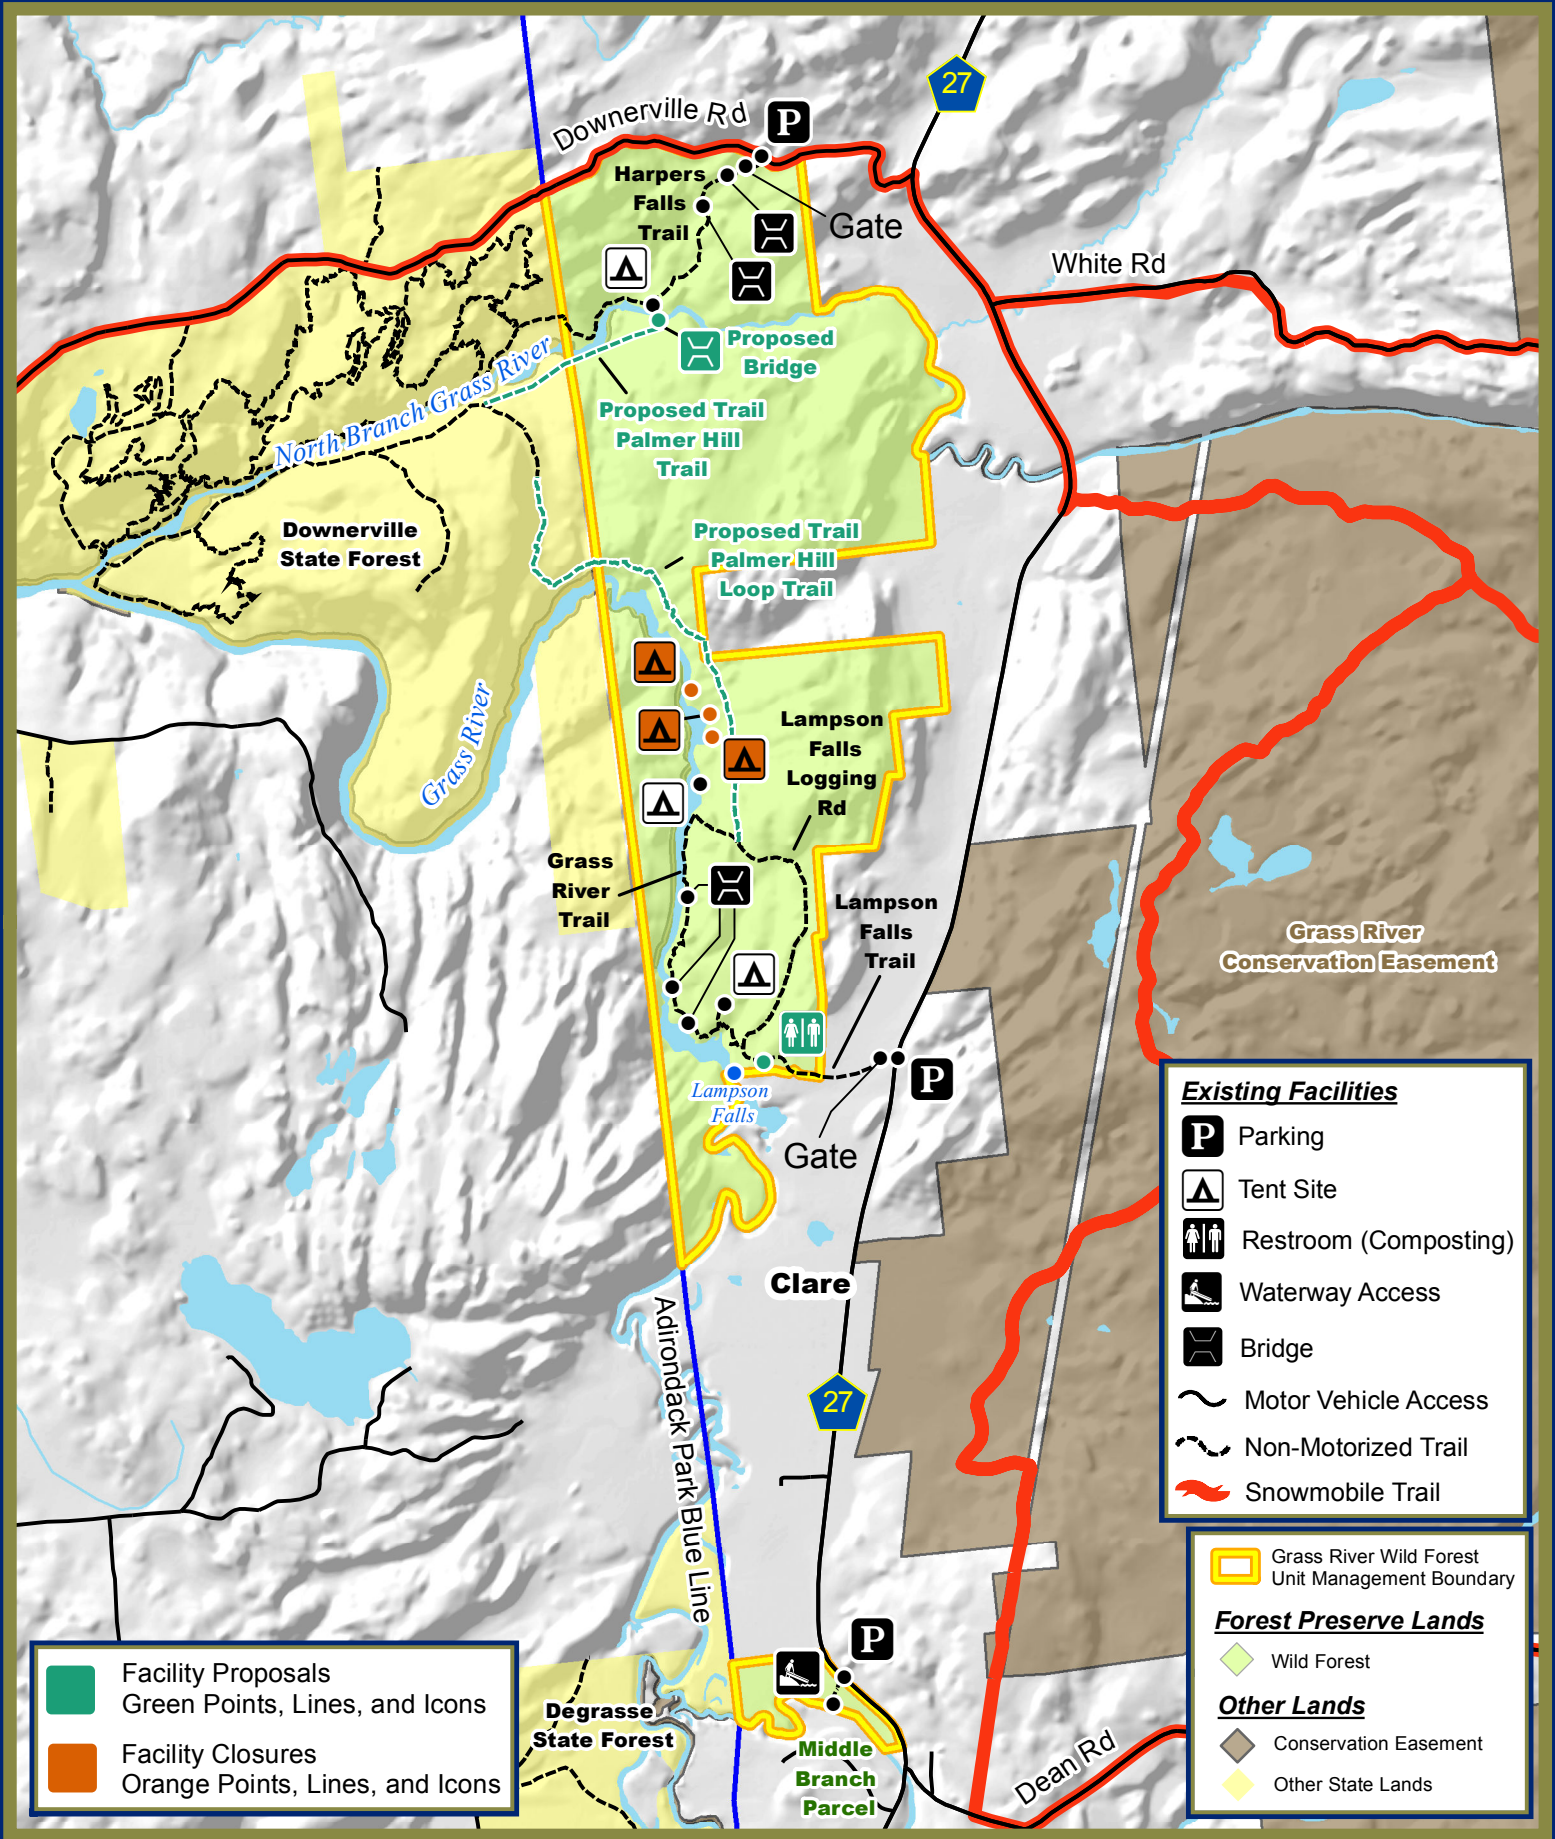 27
Downerville Rd
P
Harpers
Falls
Trail
Gate
White Rd
Proposed
Bridge
North Branch Grass River
Proposed Trail
Palmer Hill
Trail
Downerville
State Forest
Proposed Trail
Palmer Hill
Loop Trail
Grass River
Lampson
Falls
Logging
Rd
Grass
River
Trail
Lampson
Falls
Trail
Grass River
Conservation Easement
P
Lampson
Falls
Gate
Clare
Adirondack Park Blue Line
27
P
Degrasse
State Forest
Middle
Branch
Parcel
Dean Rd
Existing Facilities
P Parking
Tent Site
Restroom (Composting)
Waterway Access
Bridge
Motor Vehicle Access
Non-Motorized Trail
Snowmobile Trail
Grass River Wild Forest
Unit Management Boundary
Forest Preserve Lands
Wild Forest
Other Lands
Conservation Easement
Other State Lands
Facility Proposals
Green Points, Lines, and Icons
Facility Closures
Orange Points, Lines, and Icons